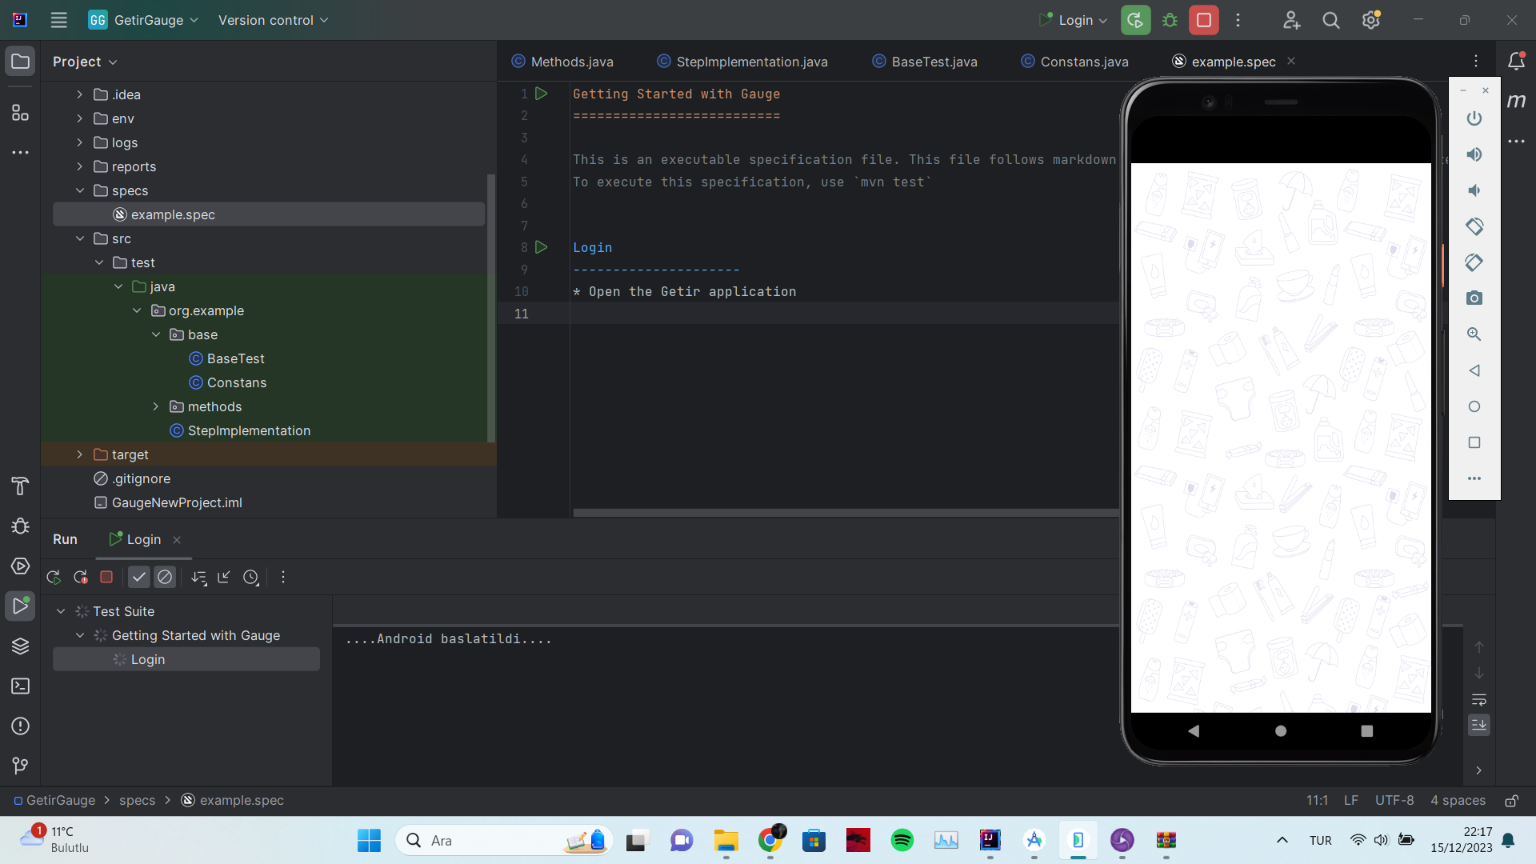 GG GetirGauge Version control Login
Project
Methods.java StepImplementation.java BaseTest.java Constans.java example.spec
.idea
env
logs
reports
specs
example.spec
src
test
java
org.example
base
C BaseTest
C Constans
methods
C StepImplementation
target
.gitignore
GaugeNewProject.iml
1 Getting Started with Gauge
2 ==========================
3
4 This is an executable specification file. This file follows markdown
5 To execute this specification, use `mvn test`
6
7
8 Login
9 ---------------------
10 * Open the Getir application
11
m
Run Login
Test Suite
Getting Started with Gauge
Login
....Android baslatildi....
GetirGauge > specs > example.spec 11:1 LF UTF-8 4 spaces
1 11°C
Bulutlu
Ara
TUR
22:17
15/12/2023